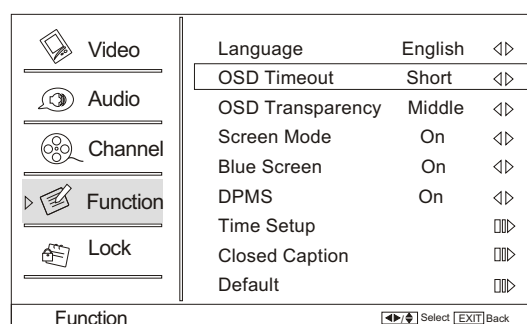 Video
Audio
Channel
Function
Lock
Language English
OSD Timeout Short
OSD Transparency Middle
Screen Mode On
Blue Screen On
DPMS On
Time Setup
Closed Caption
Default
Function Select EXIT Back